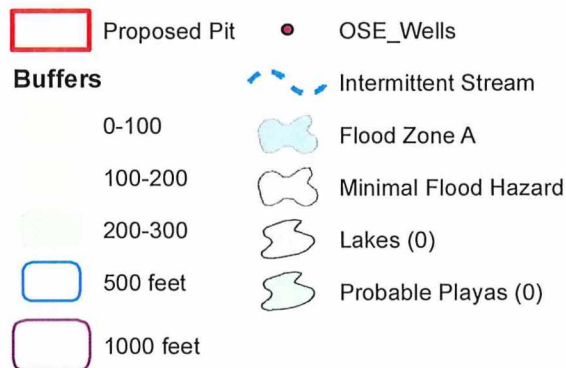 Proposed Pit
Buffers
0-100
100-200
200-300
500 feet
1000 feet
OSE_Wells
Intermittent Stream
Flood Zone A
Minimal Flood Hazard
Lakes (0)
Probable Playas (0)